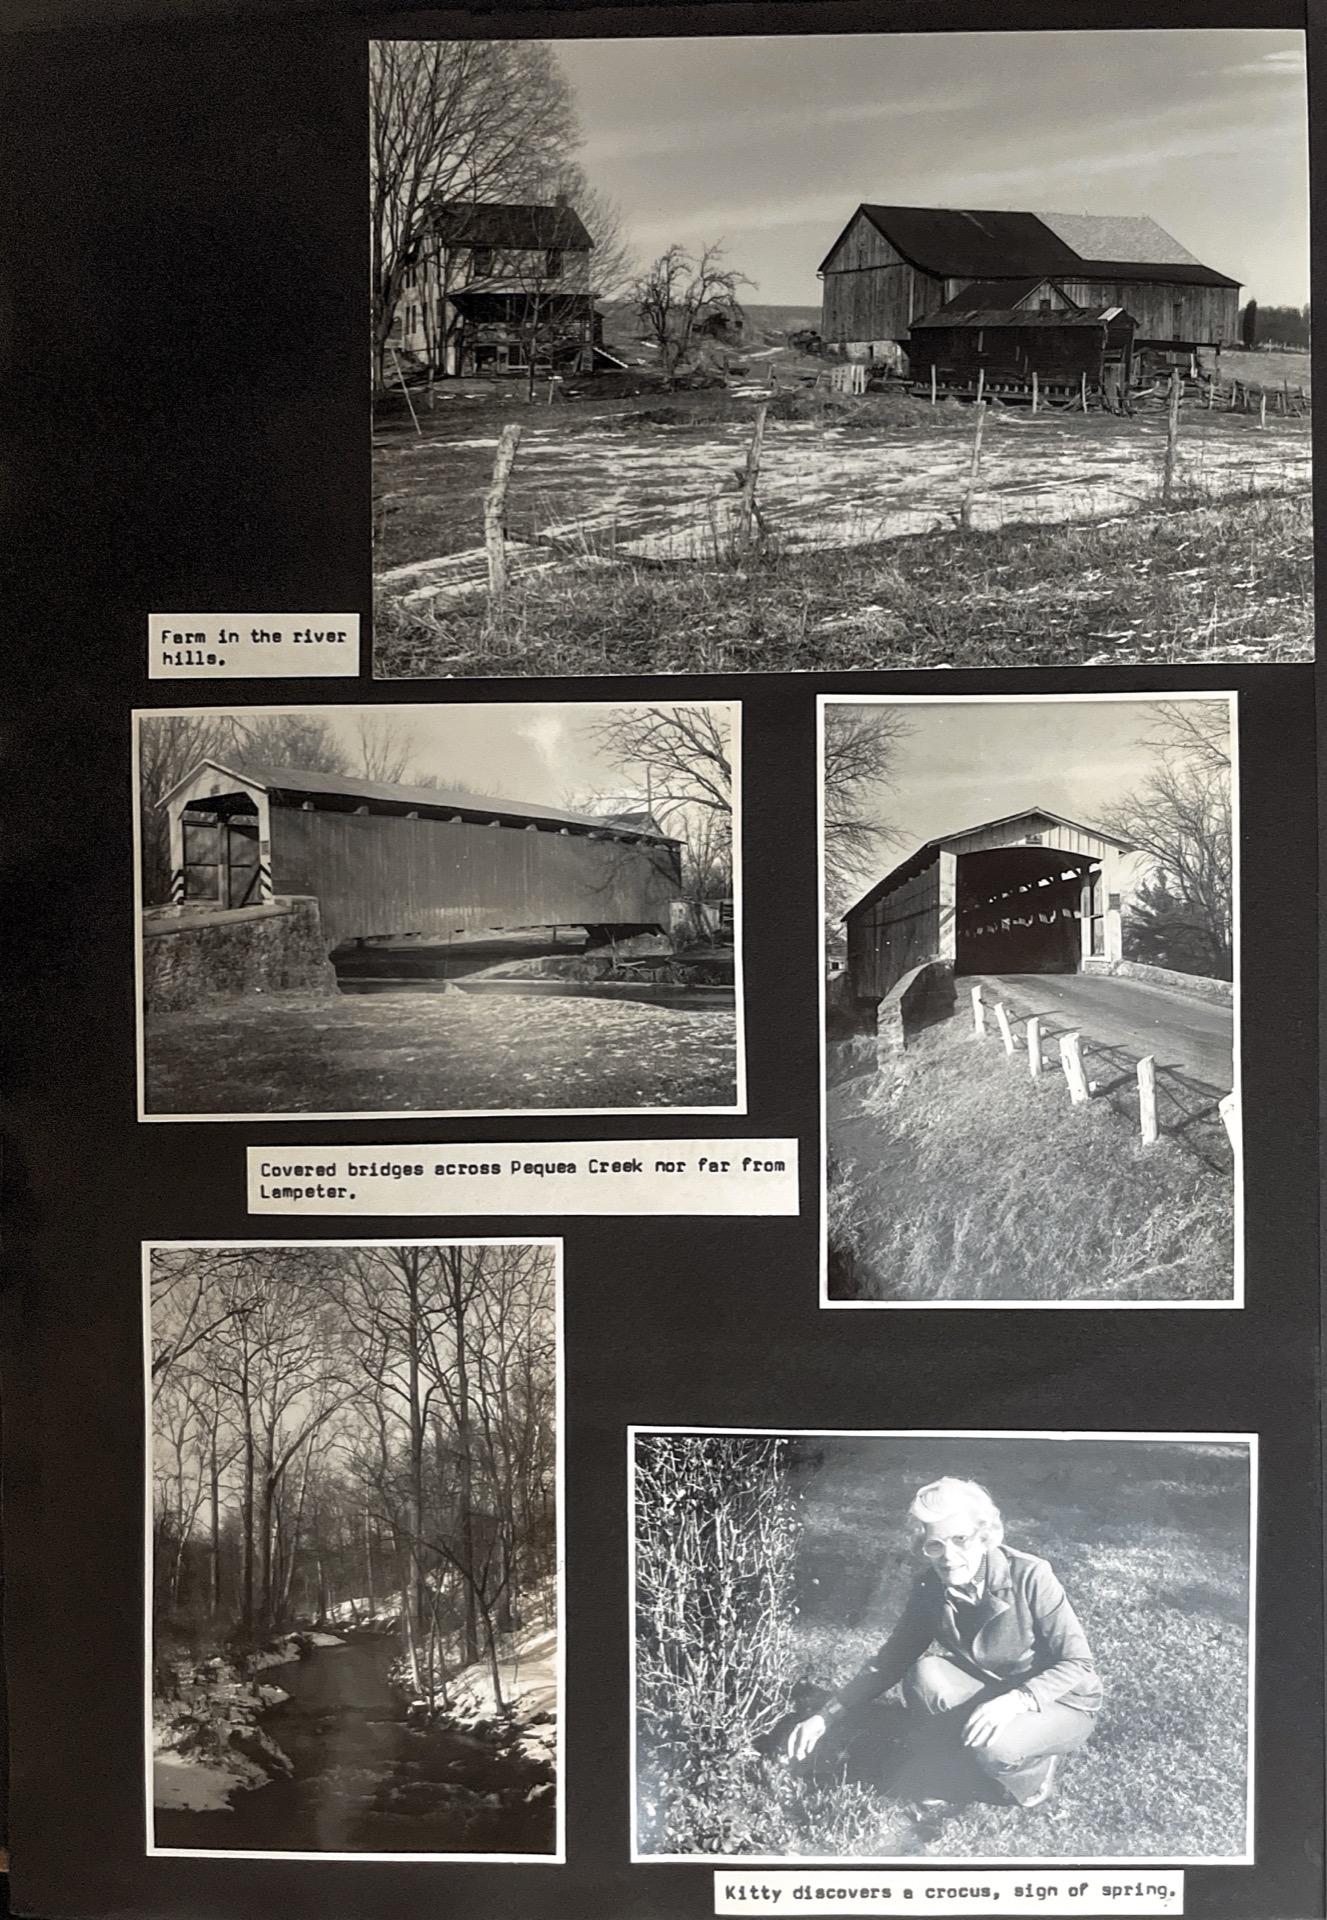 Farm in the river
hills.
Covered bridges across Pequea Creek nor far from
Lampeter.
Kitty discovers a crocus, sign of spring.